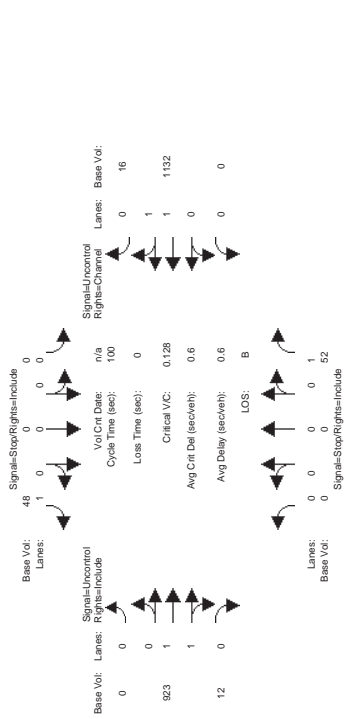 Signal=Stop/Rights=Include
Base Vol: 48 0 0
Lanes: 1 0 0 0 0
Signal=Uncontrol Signal=Uncontrol
Base Vol: Lanes: Rights=Include Vol Cnt Date: n/a Rights=Channel Lanes: Base Vol:
0 0 Cycle Time (sec): 100 0 16
0 Loss Time (sec): 0 1
923 1 Critical V/C: 0.128 1 1132
1 Avg Crit Del (sec/veh): 0.6 0
12 0 Avg Delay (sec/veh): 0.6 0 0
LOS: B
Lanes: 0 0 0 0 1
Base Vol: 0 0 52
Signal=Stop/Rights=Include